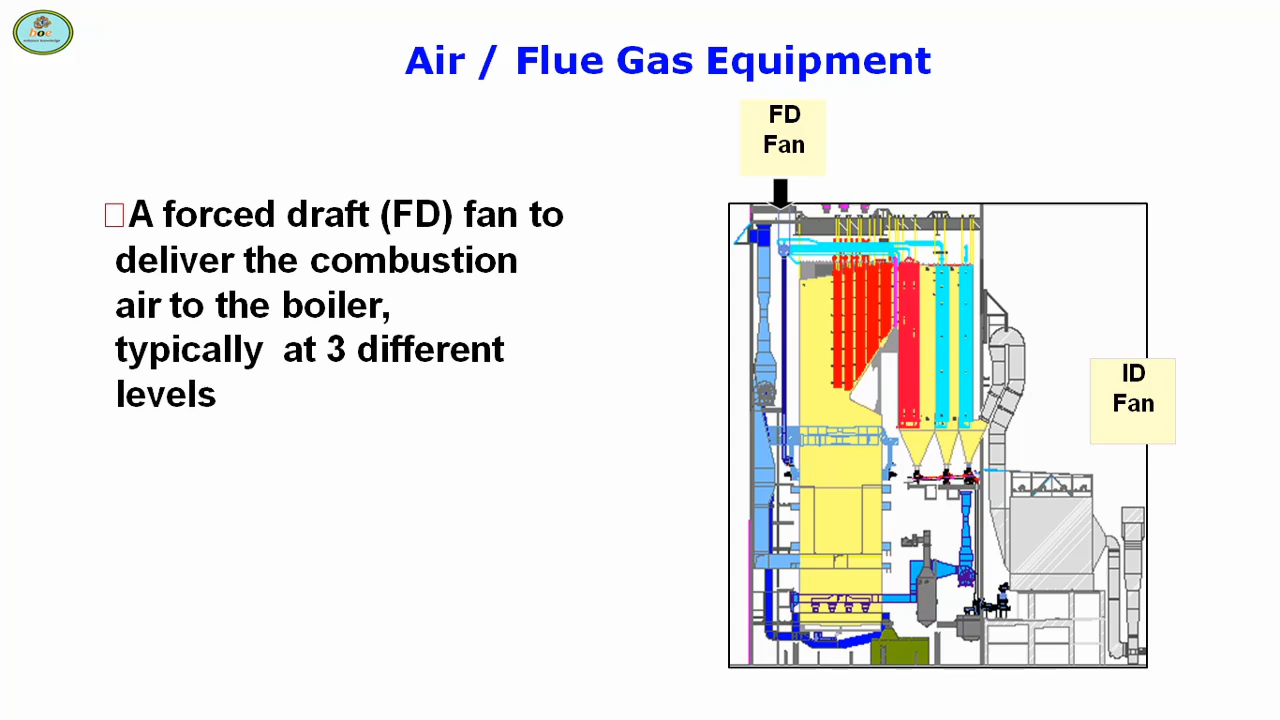 boe
Air / Flue Gas Equipment
FD
Fan
A forced draft (FD) fan to
deliver the combustion
air to the boiler,
typically at 3 different
levels
ID
Fan